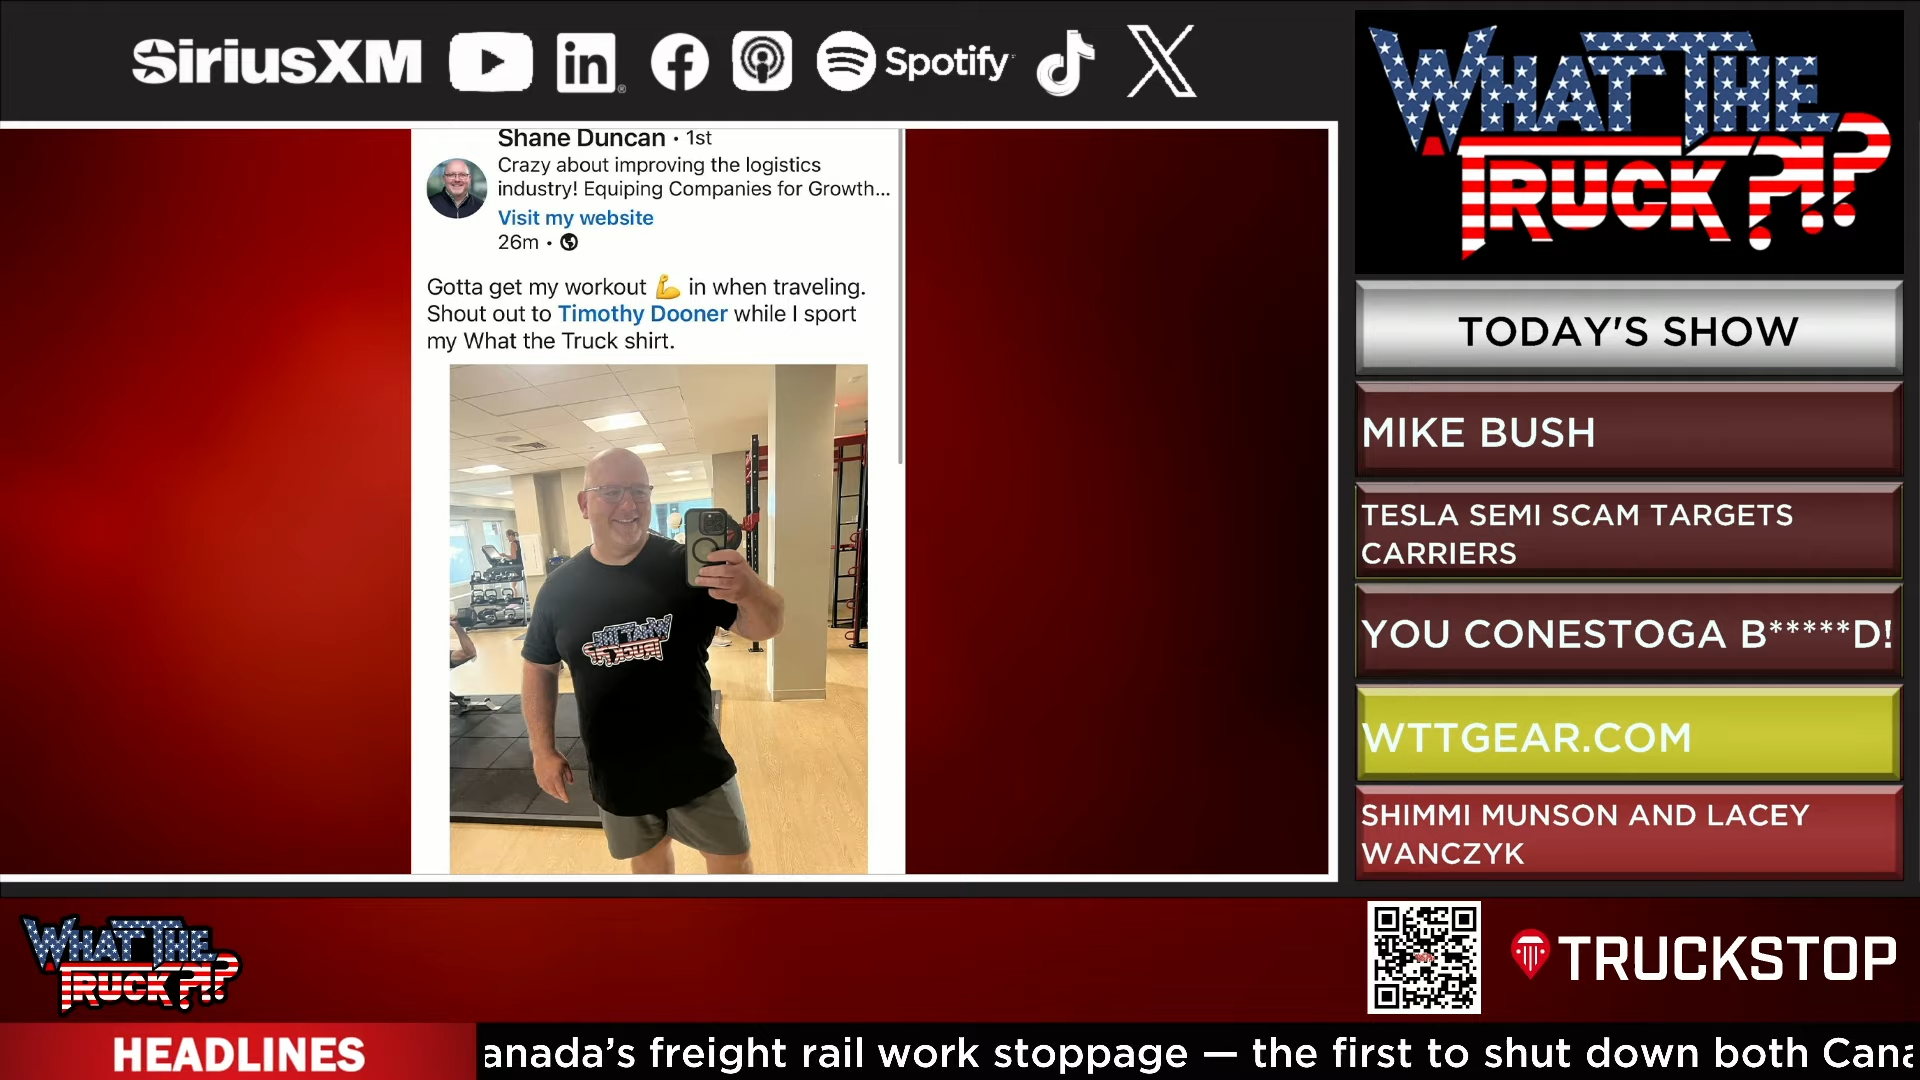 SiriusXM
Spotify
WHAT THE
TRUCK?!?
Shane Duncan • 1st
Crazy about improving the logistics
industry! Equiping Companies for Growth...
Visit my website
26m •
Gotta get my workout 💪 in when traveling.
Shout out to Timothy Dooner while I sport
my What the Truck shirt.
WHAT THE
TRUCK?!?
TODAY'S SHOW
MIKE BUSH
TESLA SEMI SCAM TARGETS
CARRIERS
YOU CONESTOGA B*****D!
WTTGEAR.COM
SHIMMI MUNSON AND LACEY
WANCZYK
WHAT THE
TRUCK?!?
TRUCKSTOP
HEADLINES
anada's freight rail work stoppage — the first to shut down both Cana